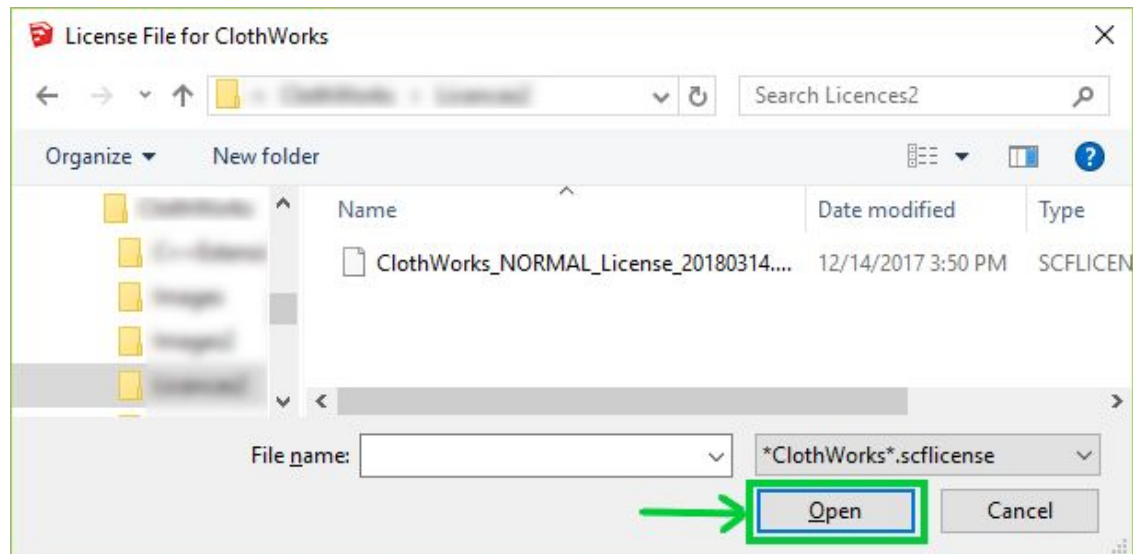 License File for ClothWorks
Search Licences2
Organize New folder
Name Date modified Type
ClothWorks_NORMAL_License_20180314.... 12/14/2017 3:50 PM SCFLICEN
File name: *ClothWorks*.scflicense
Open Cancel